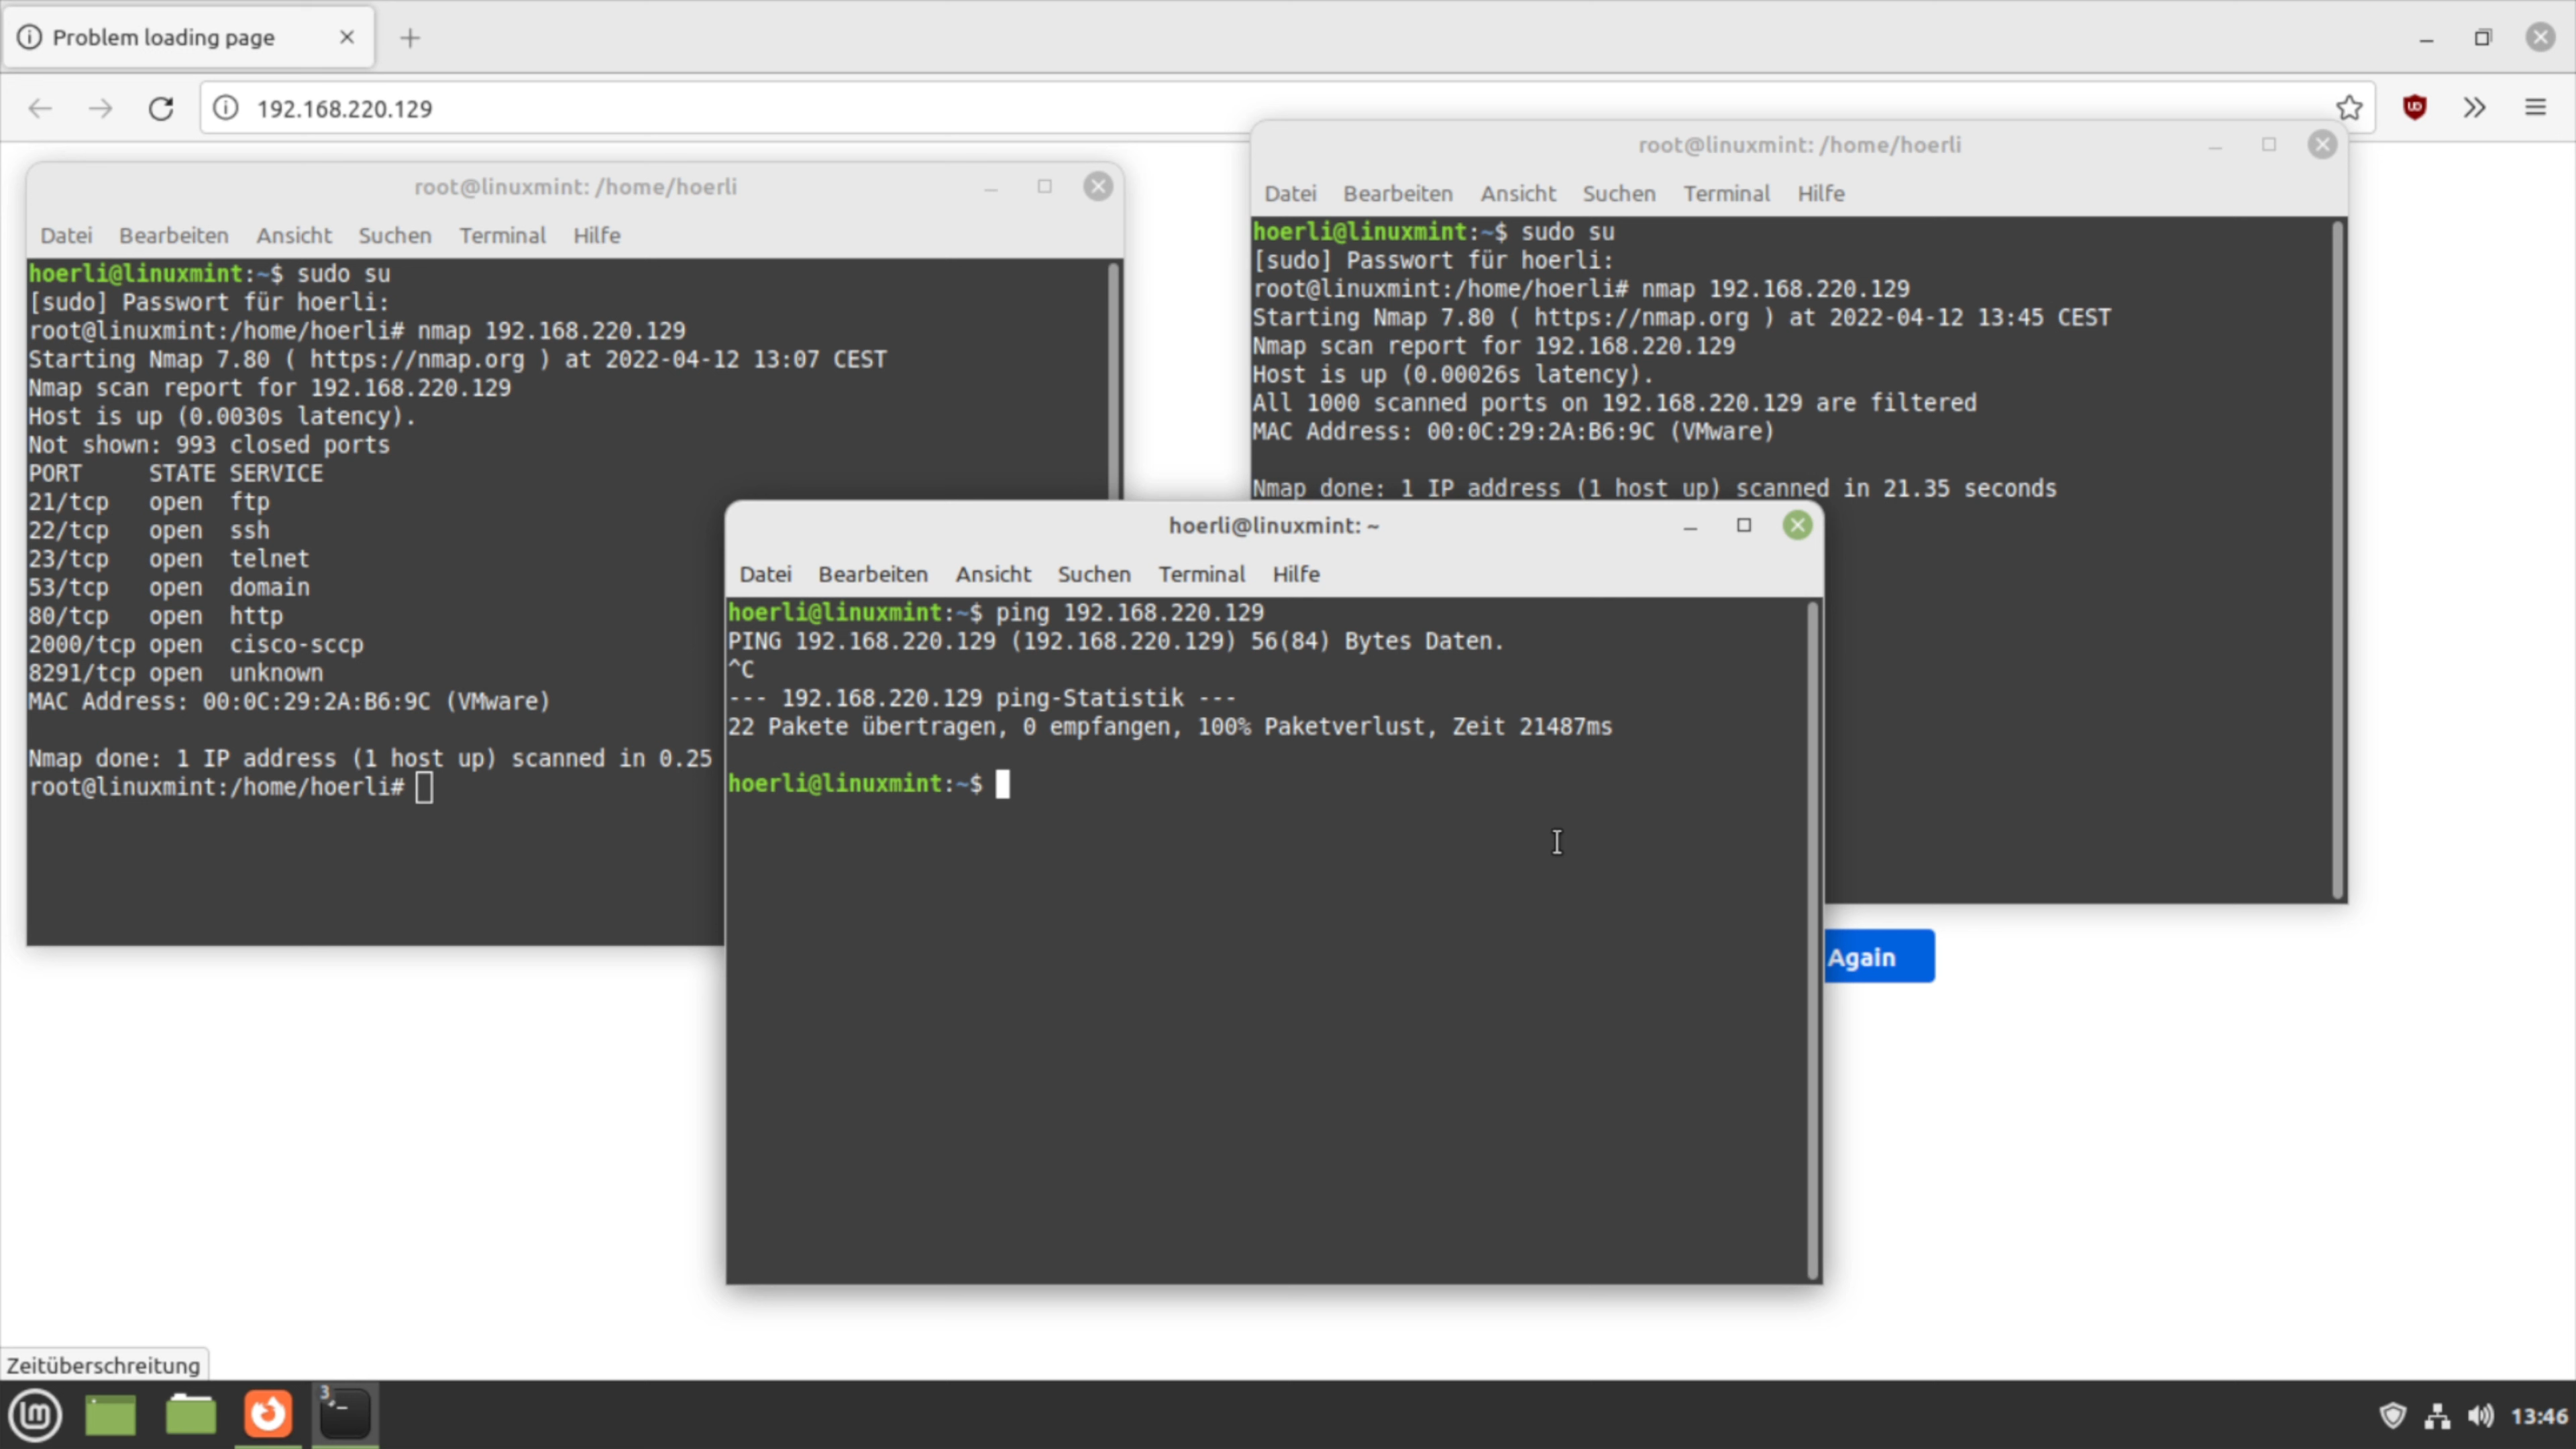 Problem loading page
192.168.220.129
root@linuxmint: /home/hoerli
Datei Bearbeiten Ansicht Suchen Terminal Hilfe
hoerli@linuxmint:~$ sudo su
[sudo] Passwort für hoerli:
root@linuxmint:/home/hoerli# nmap 192.168.220.129
Starting Nmap 7.80 ( https://nmap.org ) at 2022-04-12 13:07 CEST
Nmap scan report for 192.168.220.129
Host is up (0.0030s latency).
Not shown: 993 closed ports
PORT     STATE SERVICE
21/tcp   open  ftp
22/tcp   open  ssh
23/tcp   open  telnet
53/tcp   open  domain
80/tcp   open  http
2000/tcp open  cisco-sccp
8291/tcp open  unknown
MAC Address: 00:0C:29:2A:B6:9C (VMware)
Nmap done: 1 IP address (1 host up) scanned in 0.25
root@linuxmint:/home/hoerli#
root@linuxmint: /home/hoerli
Datei Bearbeiten Ansicht Suchen Terminal Hilfe
hoerli@linuxmint:~$ sudo su
[sudo] Passwort für hoerli:
root@linuxmint:/home/hoerli# nmap 192.168.220.129
Starting Nmap 7.80 ( https://nmap.org ) at 2022-04-12 13:45 CEST
Nmap scan report for 192.168.220.129
Host is up (0.00026s latency).
All 1000 scanned ports on 192.168.220.129 are filtered
MAC Address: 00:0C:29:2A:B6:9C (VMware)
Nmap done: 1 IP address (1 host up) scanned in 21.35 seconds
hoerli@linuxmint: ~
Datei Bearbeiten Ansicht Suchen Terminal Hilfe
hoerli@linuxmint:~$ ping 192.168.220.129
PING 192.168.220.129 (192.168.220.129) 56(84) Bytes Daten.
^C
--- 192.168.220.129 ping-Statistik ---
22 Pakete übertragen, 0 empfangen, 100% Paketverlust, Zeit 21487ms
hoerli@linuxmint:~$
Again
Zeitüberschreitung
3
13:46